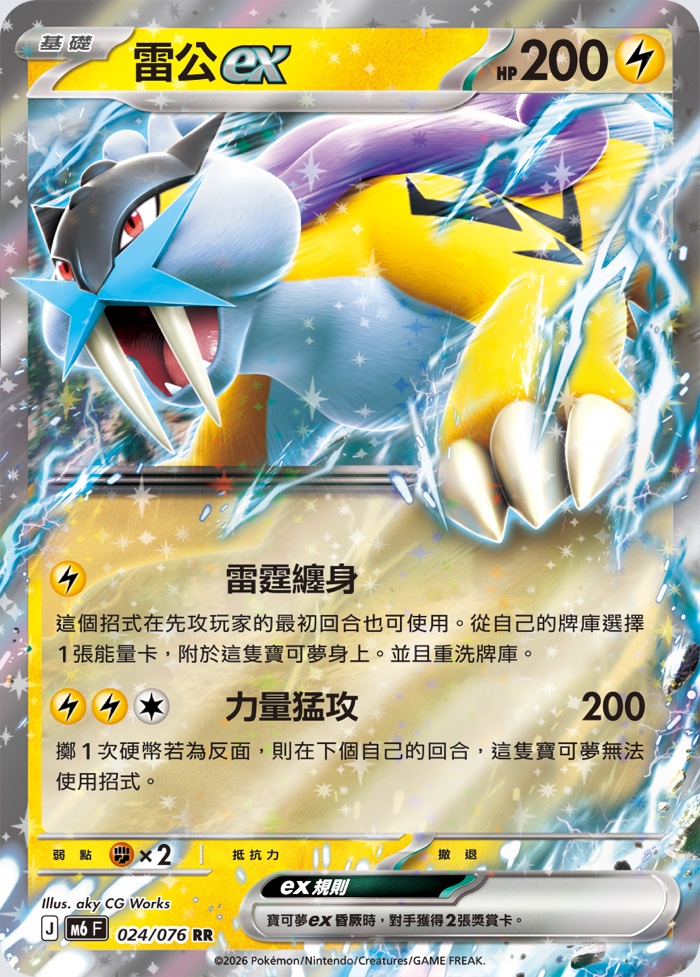 基礎 雷公ex HP 200
雷霆纏身
這個招式在先攻玩家的最初回合也可使用。從自己的牌庫選擇
1張能量卡，附於這隻寶可夢身上。並且重洗牌庫。
力量猛攻 200
擲1次硬幣若為反面，則在下個自己的回合，這隻寶可夢無法
使用招式。
弱點 ×2 抵抗力 撤退
ex規則
寶可夢ex昏厥時，對手獲得2張獎賞卡。
Illus. aky CG Works
J M6 F 024/076 RR
©2026 Pokémon/Nintendo/Creatures/GAME FREAK.